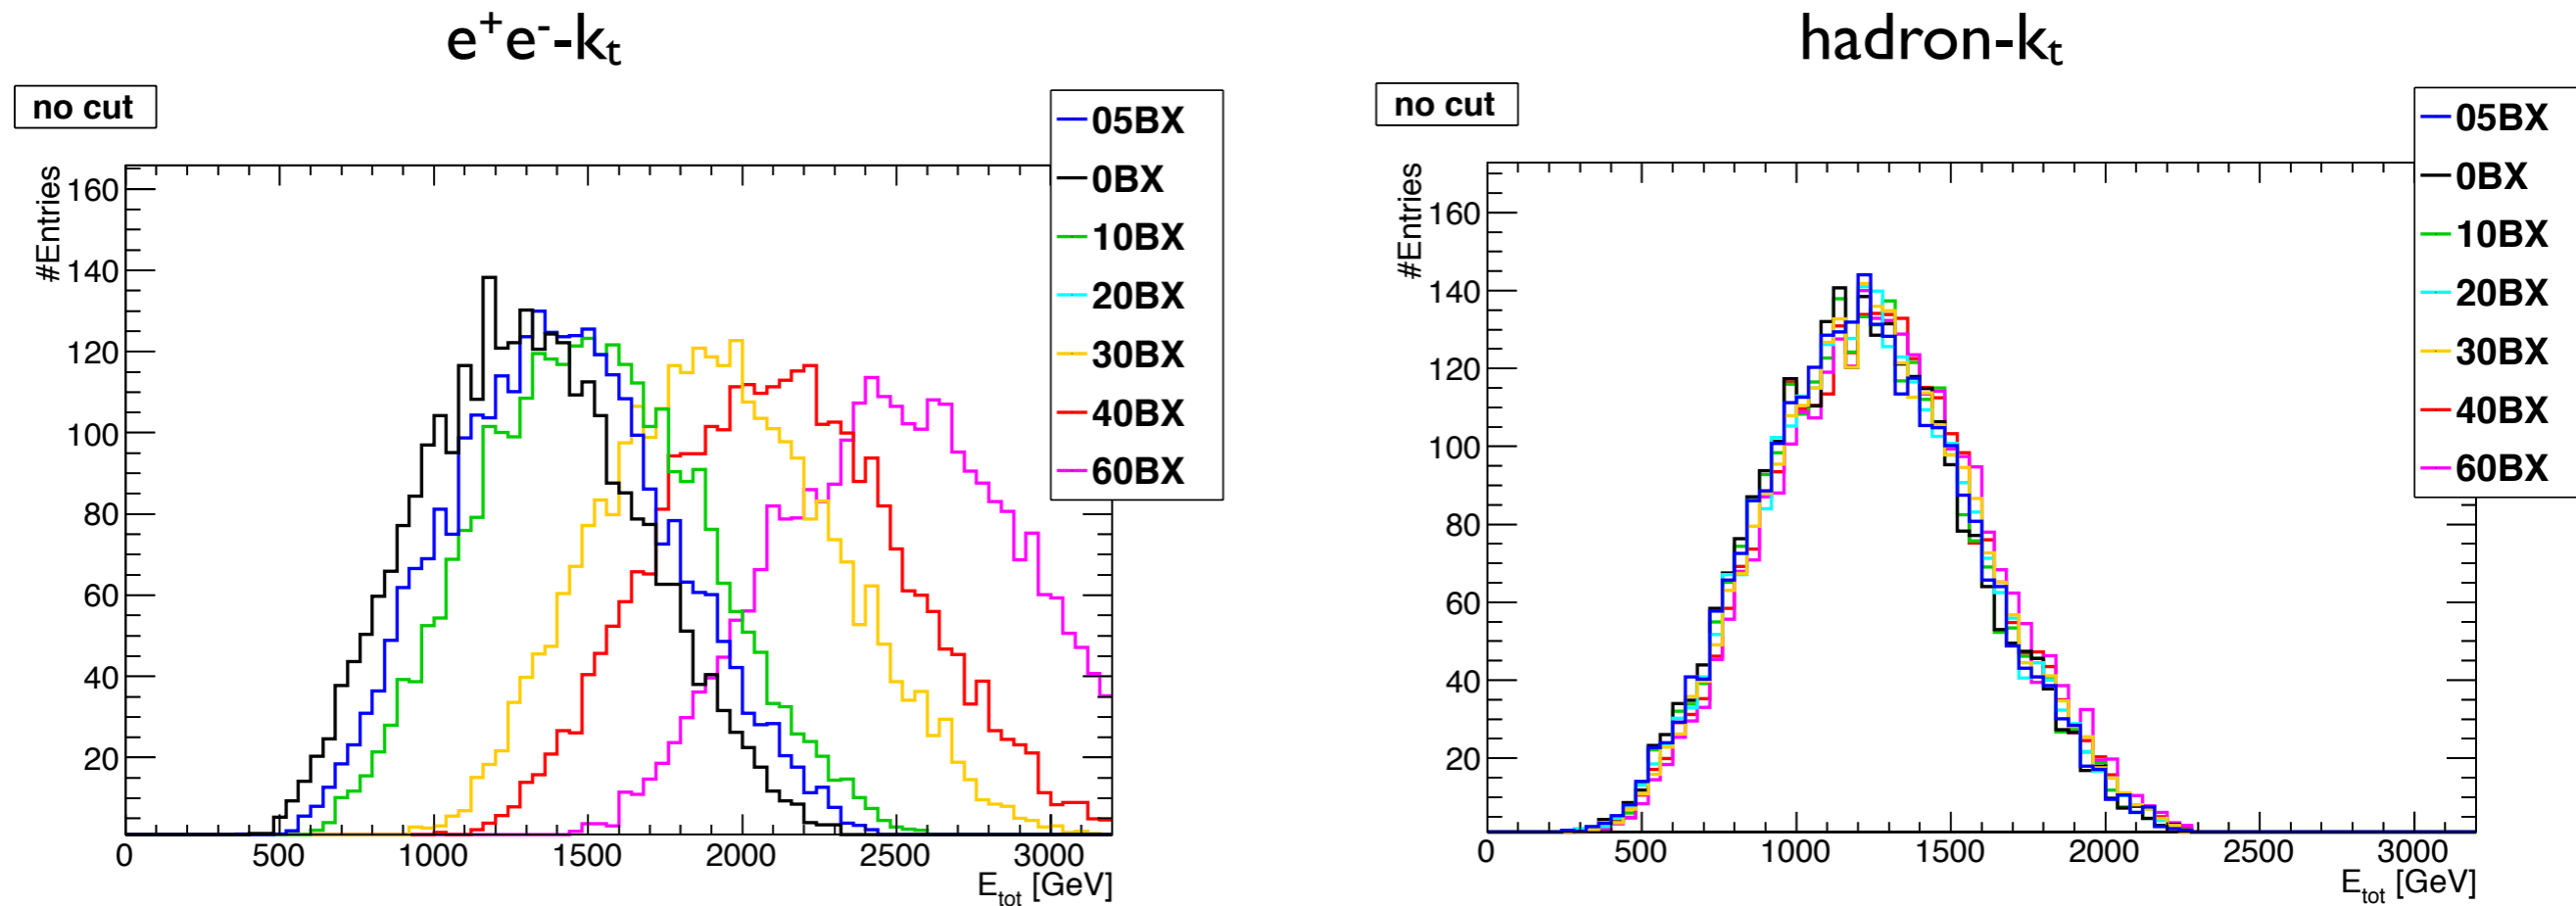 e⁺e⁻-kₜ
no cut
05BX
0BX
10BX
20BX
30BX
40BX
60BX
#Entries
160
140
120
100
80
60
40
20
0 500 1000 1500 2000 2500 3000
E_tot [GeV]
hadron-kₜ
no cut
05BX
0BX
10BX
20BX
30BX
40BX
60BX
#Entries
160
140
120
100
80
60
40
20
0 500 1000 1500 2000 2500 3000
E_tot [GeV]